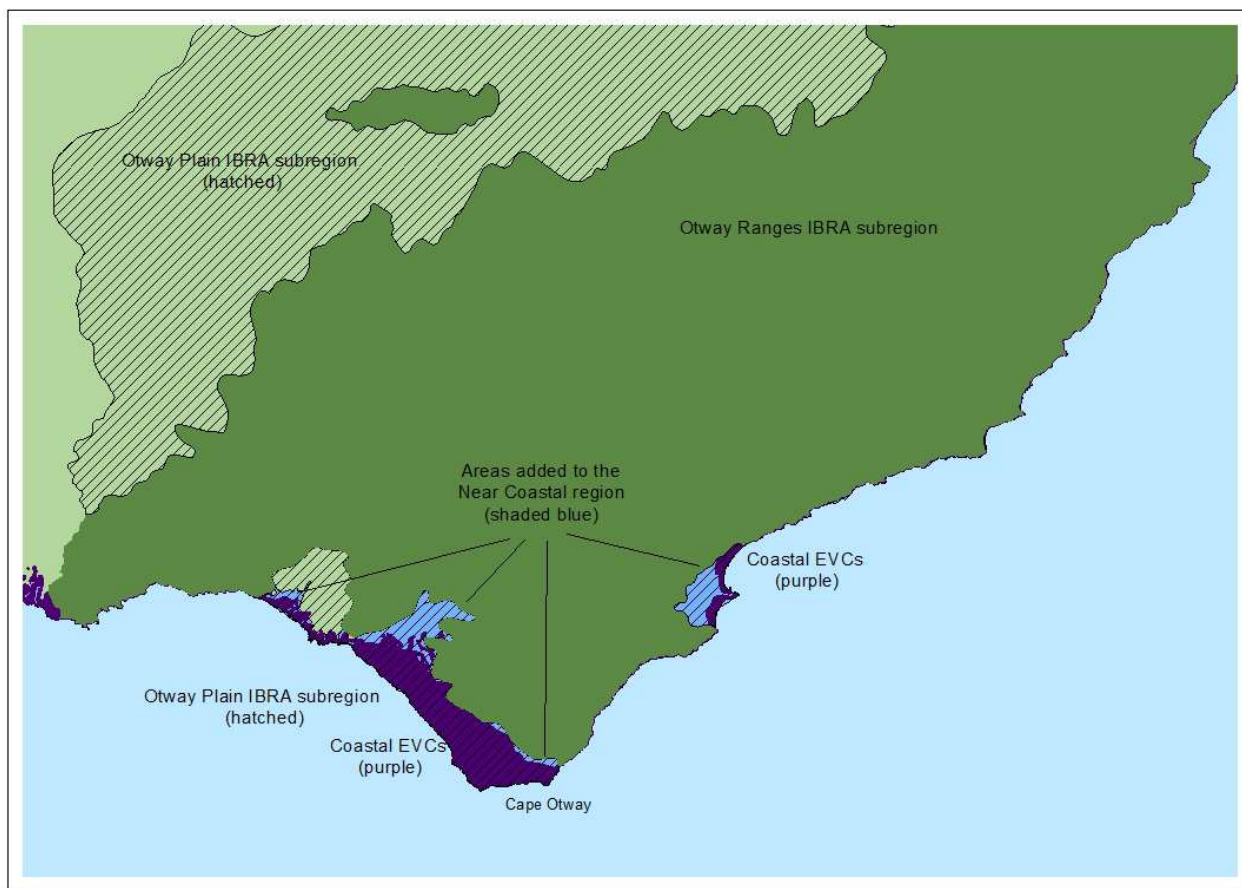 Otway Plain IBRA subregion
(hatched)
Otway Ranges IBRA subregion
Areas added to the
Near Coastal region
(shaded blue)
Coastal EVCs
(purple)
Otway Plain IBRA subregion
(hatched)
Coastal EVCs
(purple)
Cape Otway